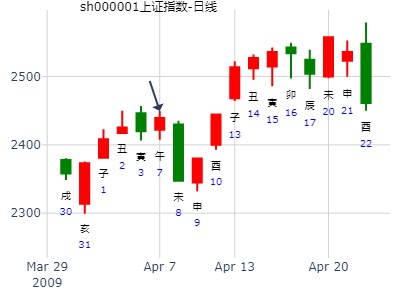 sh000001上证指数-日线
2500
2400
2300
戌
30
亥
31
子
1
丑
2
寅
3
午
7
未
8
申
9
酉
10
子
13
丑
14
寅
15
卯
16
辰
17
未
20
申
21
酉
22
Mar 29
2009
Apr 7
Apr 13
Apr 20